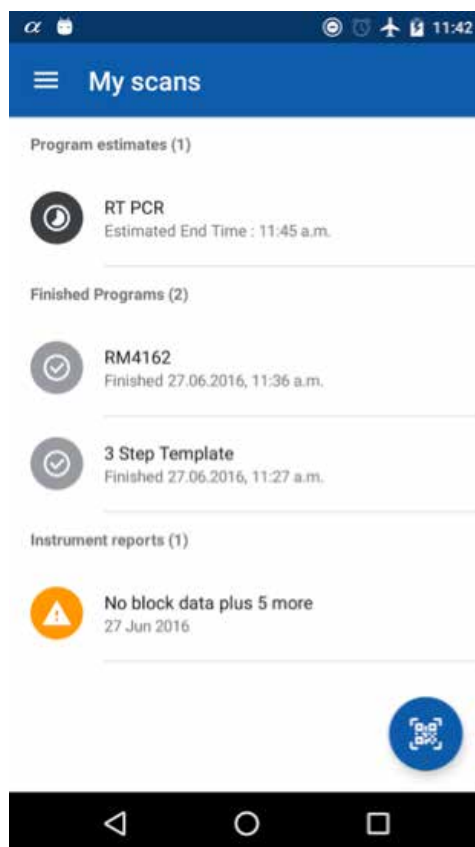 α 11:42
My scans
Program estimates (1)
RT PCR
Estimated End Time : 11:45 a.m.
Finished Programs (2)
RM4162
Finished 27.06.2016, 11:36 a.m.
3 Step Template
Finished 27.06.2016, 11:27 a.m.
Instrument reports (1)
No block data plus 5 more
27 Jun 2016